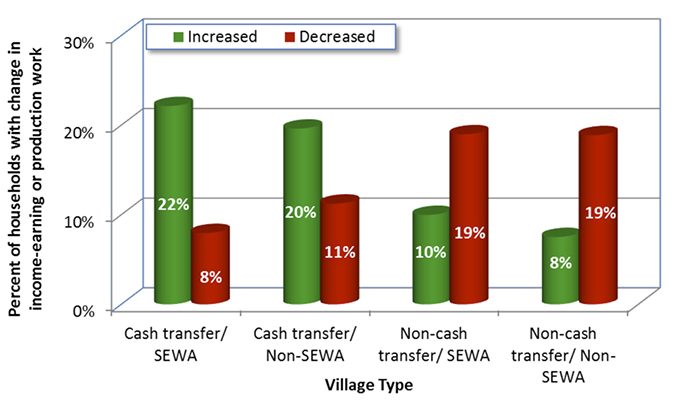 Increased Decreased
Percent of households with change in
income-earning or production work
30%
20%
10%
0%
22%
8%
20%
11%
10%
19%
8%
19%
Cash transfer/
SEWA
Cash transfer/
Non-SEWA
Non-cash
transfer/ SEWA
Non-cash
transfer/ Non-
SEWA
Village Type